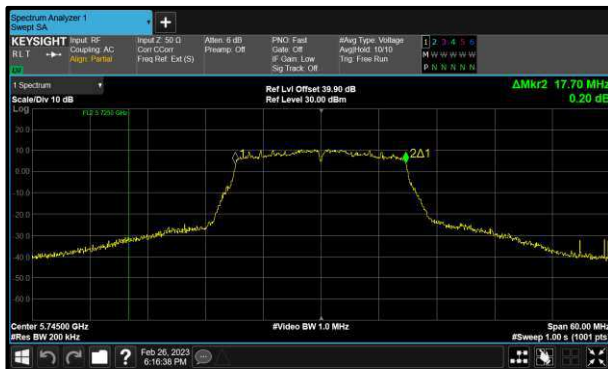 Spectrum Analyzer 1
Swept SA
KEYSIGHT Input: RF Input Z: 50 Ω Atten: 6 dB PNO: Fast #Avg Type: Voltage 1 2 3 4 5 6
R L T Coupling: AC Corr CCorr Preamp: Off Gate: Off Avg|Hold: 10/10 M W W W W W
Align: Partial Freq Ref: Ext (S) IF Gain: Low Trig: Free Run
Sig Track: Off P N N N N N
1 Spectrum Ref Lvl Offset 39.90 dB ΔMkr2 17.70 MHz
Scale/Div 10 dB Ref Level 30.00 dBm 0.20 dB
Log
20.0
10.0
0.00
-10.0
-20.0
-30.0
-40.0
-50.0
-60.0
1
2Δ1
Center 5.74500 GHz #Video BW 1.0 MHz Span 60.00 MHz
#Res BW 200 kHz #Sweep 1.00 s (1001 pts)
? Feb 26, 2023
6:16:38 PM